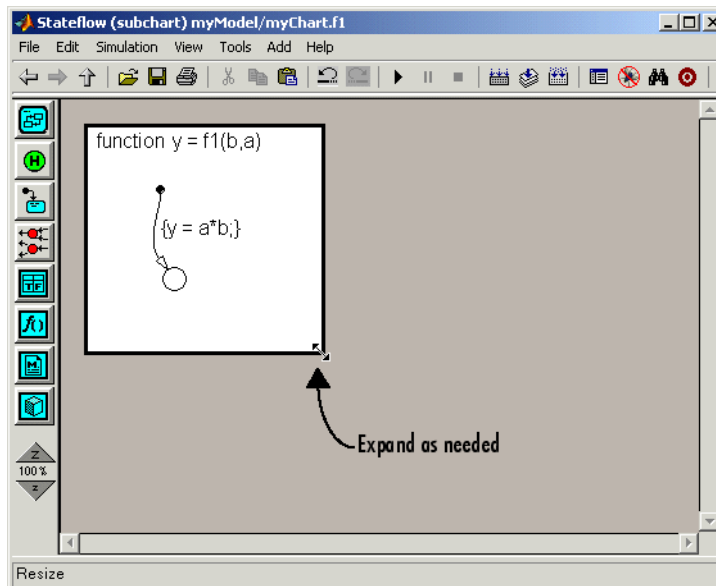 Stateflow (subchart) myModel/myChart.f1
File Edit Simulation View Tools Add Help
function y = f1(b,a)
H
{y = a*b;}
TF
f()
M
Z
100%
z
Expand as needed
Resize